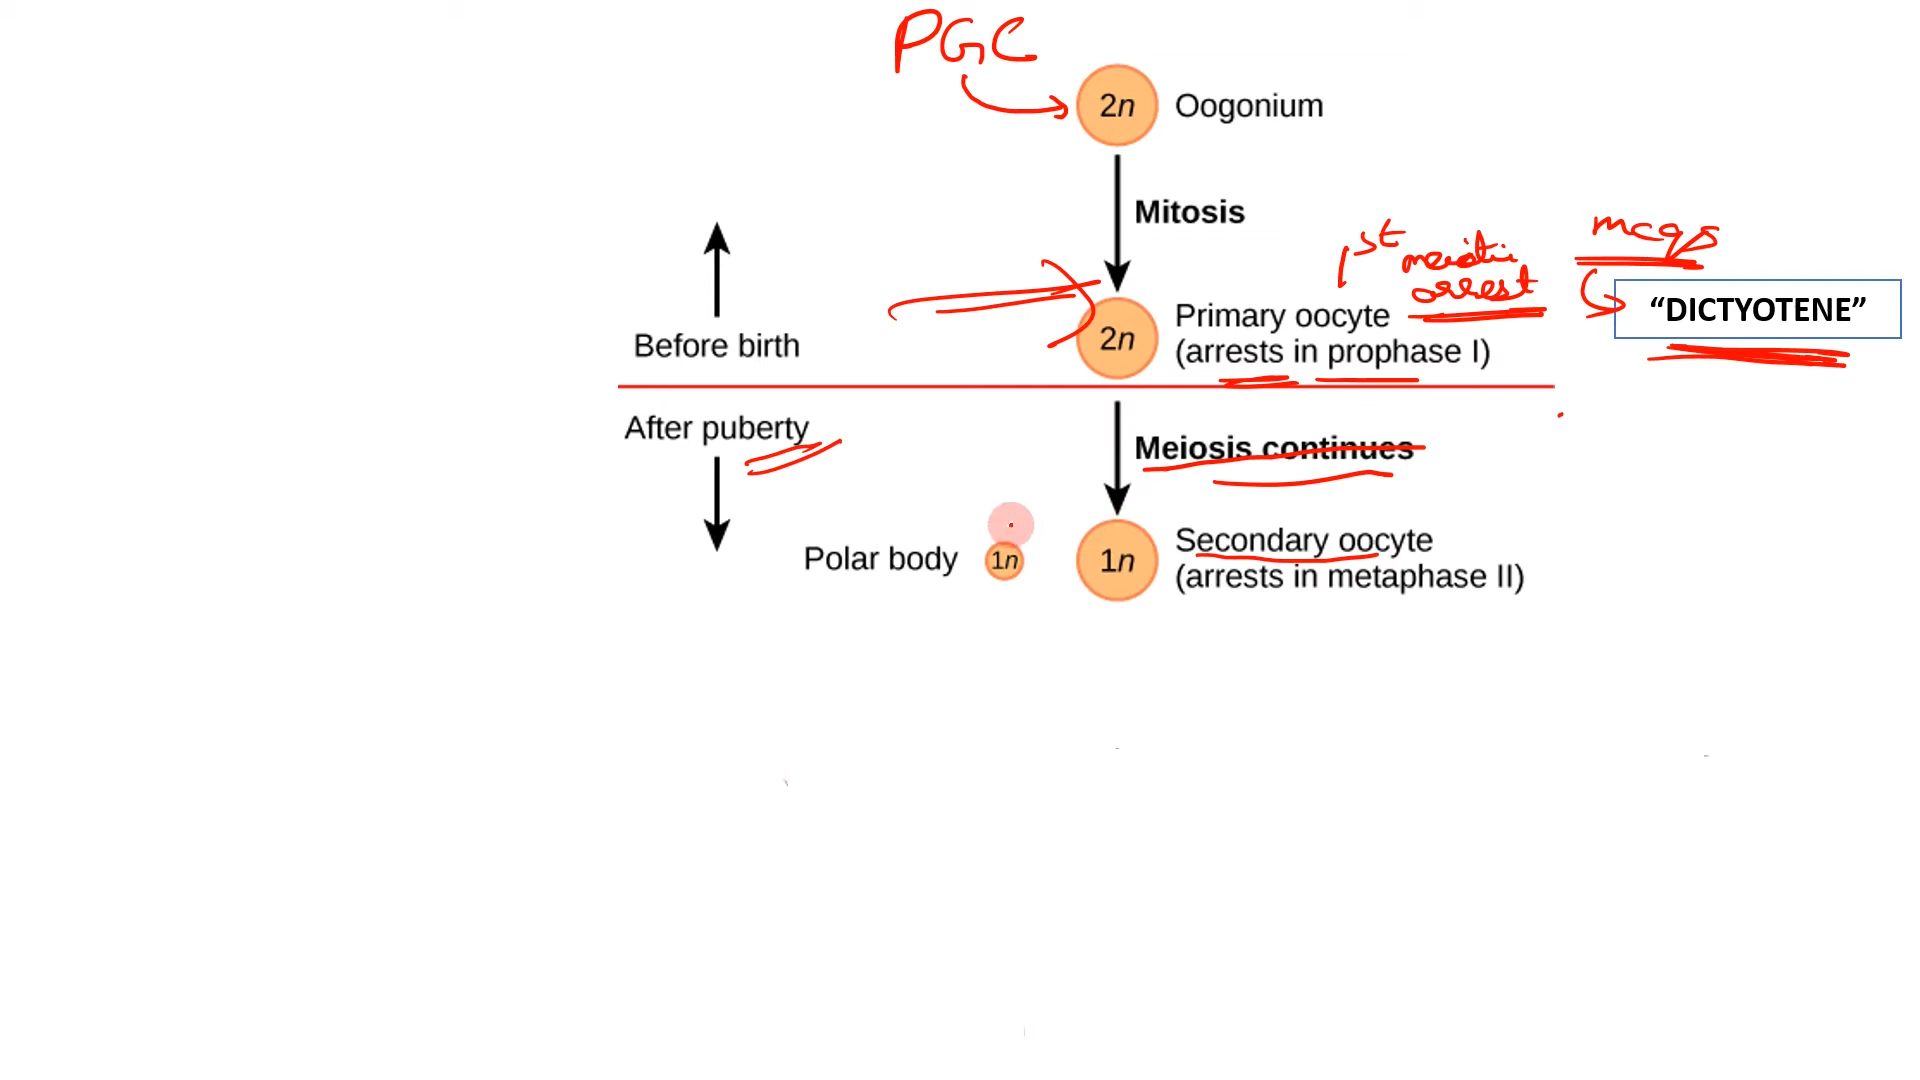 PGC
2n Oogonium
Mitosis
1st meiotic arrest
mcqs
"DICTYOTENE"
Before birth
2n Primary oocyte
(arrests in prophase I)
After puberty
Meiosis continues
Polar body 1n
1n Secondary oocyte
(arrests in metaphase II)